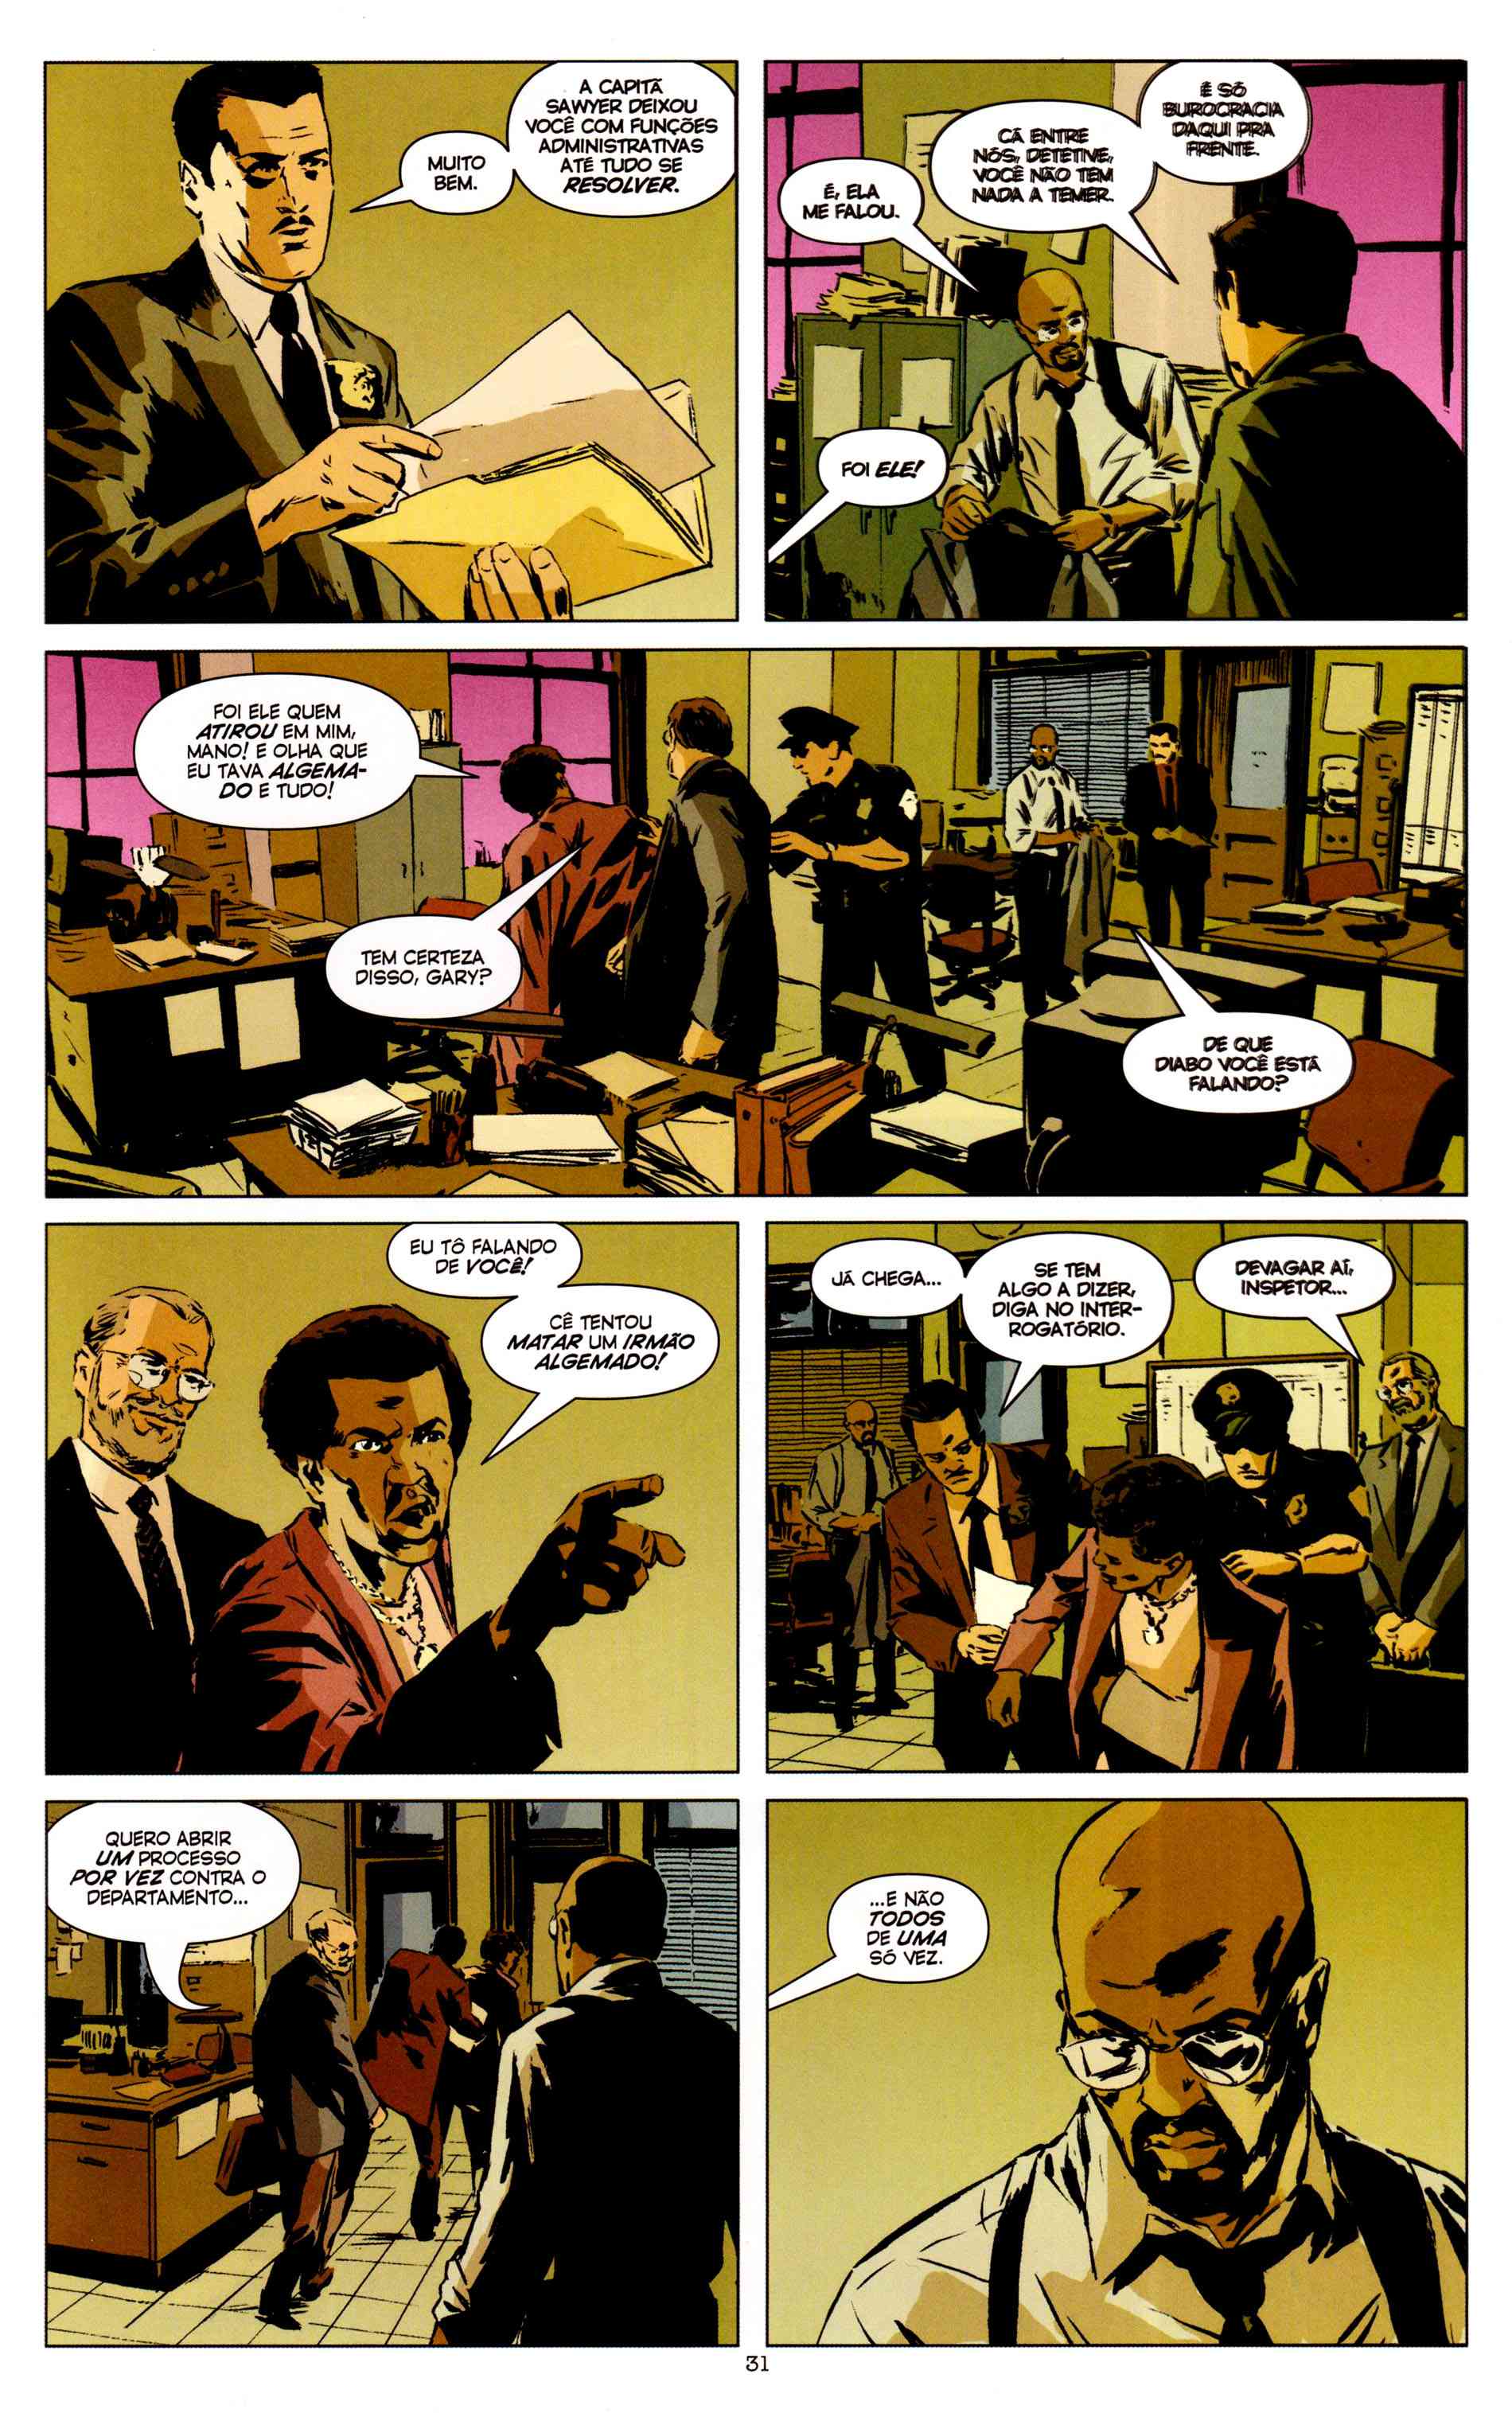 MUITO
BEM.
A CAPITÃ
SAWYER DEIXOU
VOCÊ COM FUNÇÕES
ADMINISTRATIVAS
ATÉ TUDO SE
RESOLVER.
É, ELA
ME FALOU.
CÁ ENTRE
NÓS, DETETIVE,
VOCÊ NÃO TEM
NADA A TEMER.
É SÓ
BUROCRACIA
DAQUI PRA
FRENTE.
FOI ELE!
FOI ELE QUEM
ATIROU EM MIM,
MANO! E OLHA QUE
EU TAVA ALGEMA-
DO E TUDO!
TEM CERTEZA
DISSO, GARY?
DE QUE
DIABO VOCÊ ESTÁ
FALANDO?
EU TÔ FALANDO
DE VOCÊ!
CÊ TENTOU
MATAR UM IRMÃO
ALGEMADO!
JÁ CHEGA...
SE TEM
ALGO A DIZER,
DIGA NO INTER-
ROGATÓRIO.
DEVAGAR AÍ,
INSPETOR...
QUERO ABRIR
UM PROCESSO
POR VEZ CONTRA O
DEPARTAMENTO...
...E NÃO
TODOS
DE UMA
SÓ VEZ.
31